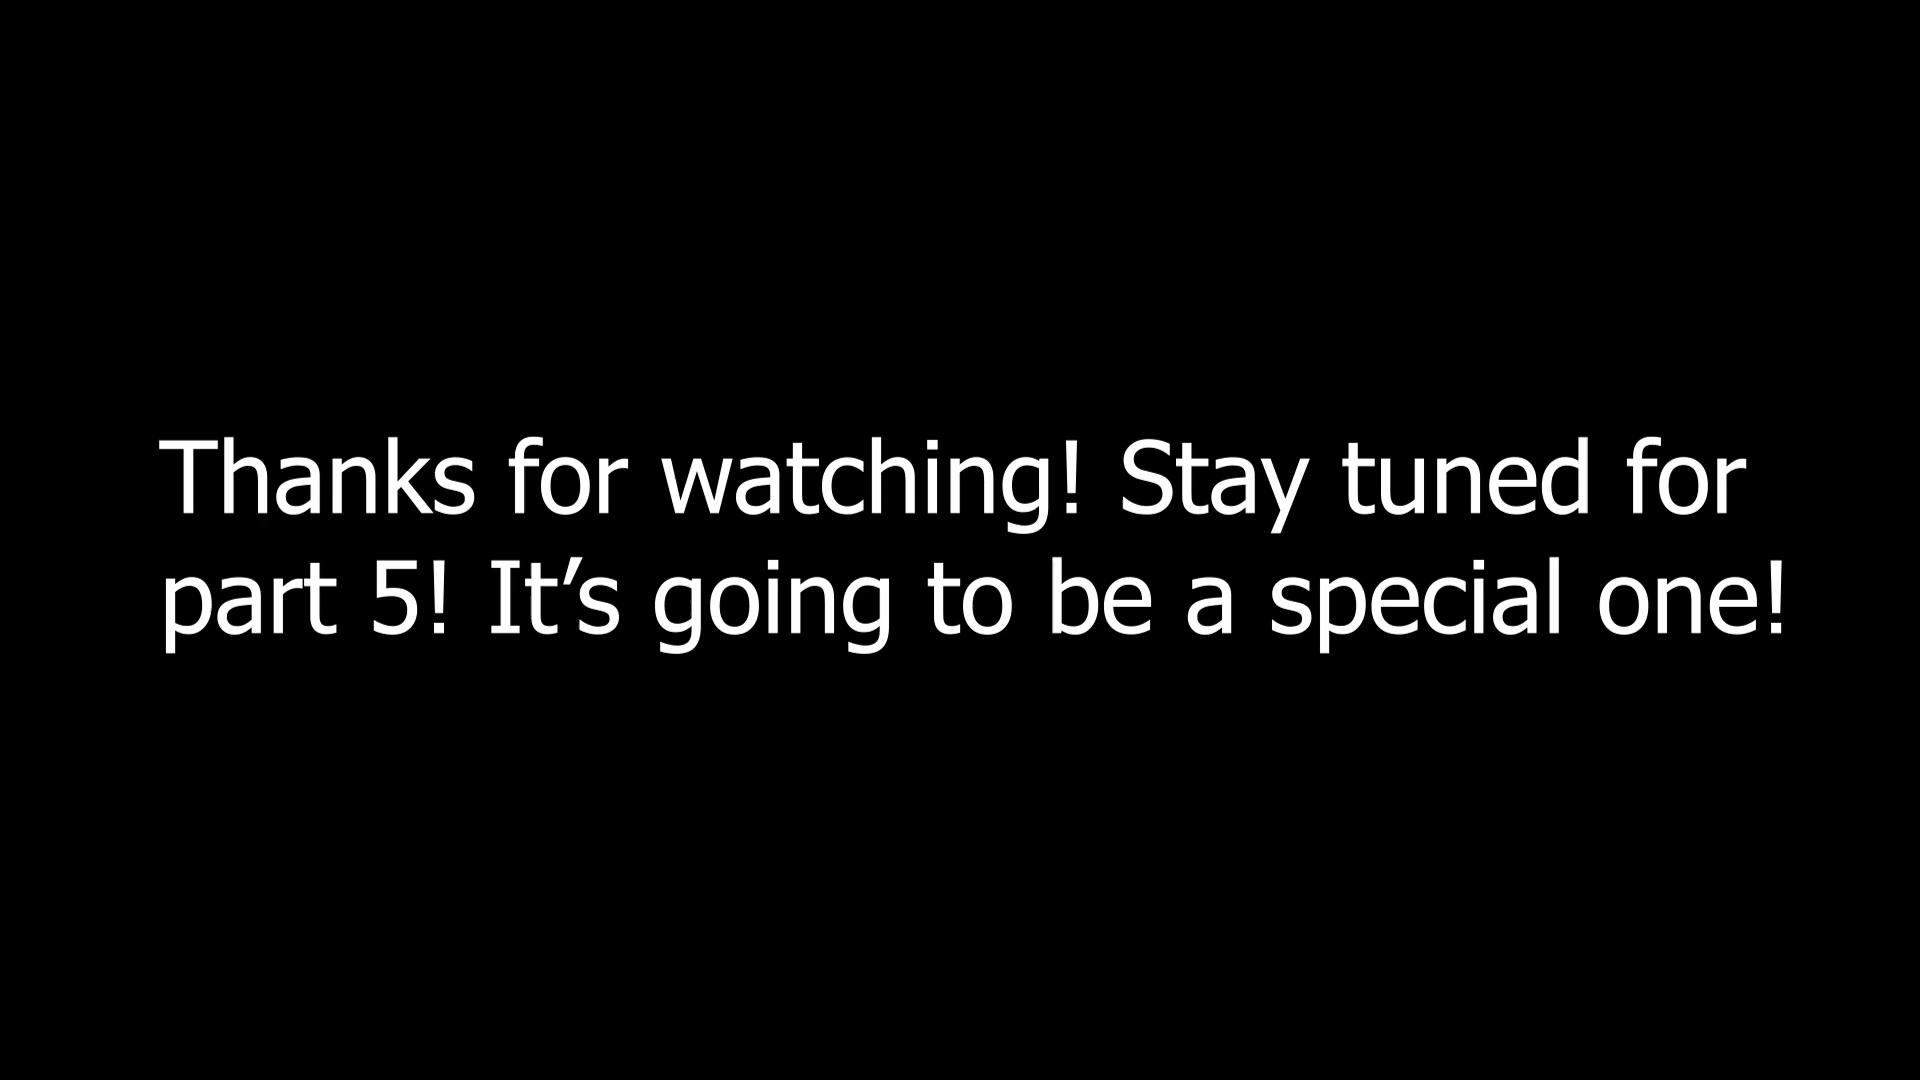 Thanks for watching! Stay tuned for
part 5! It’s going to be a special one!